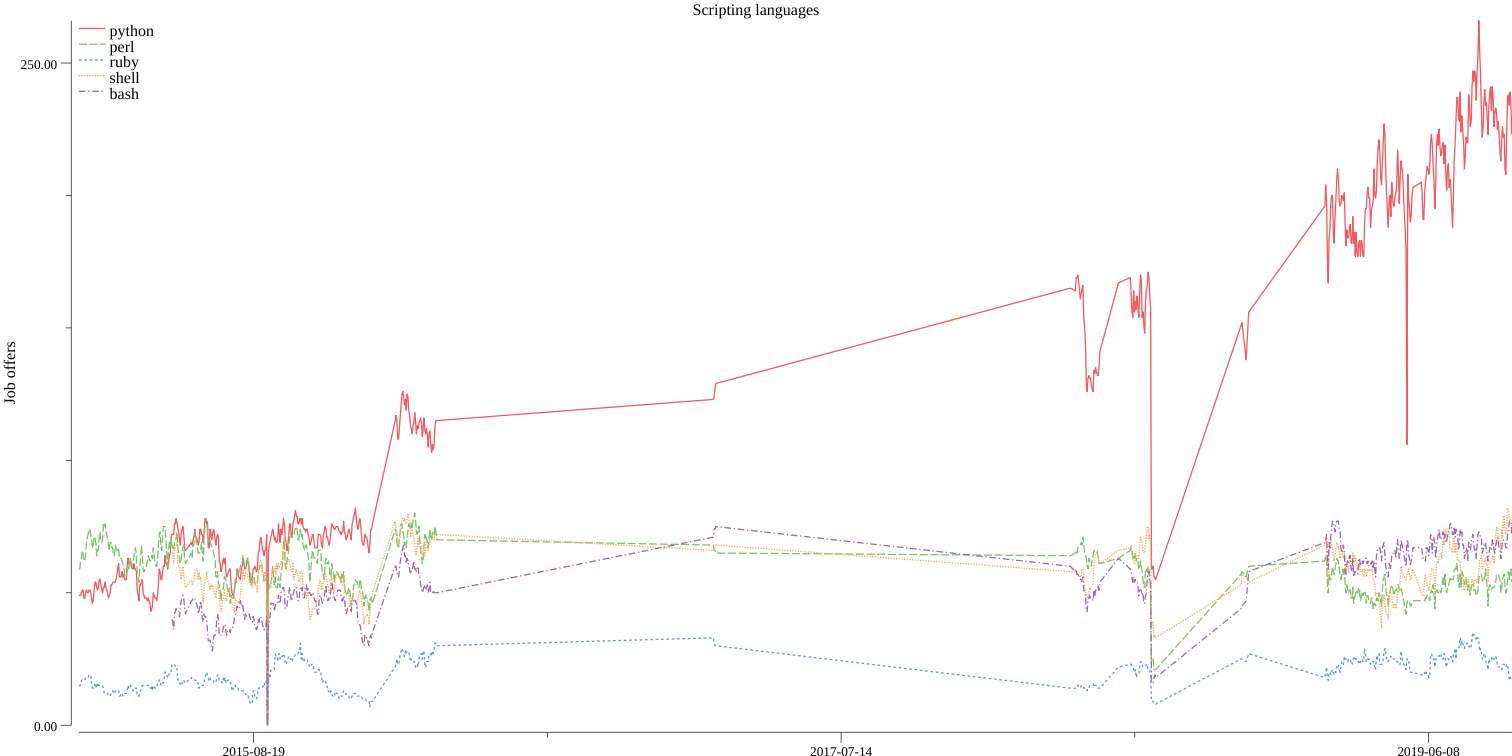 Scripting languages
python
perl
ruby
shell
bash
250.00
Job offers
0.00
2015-08-19
2017-07-14
2019-06-08